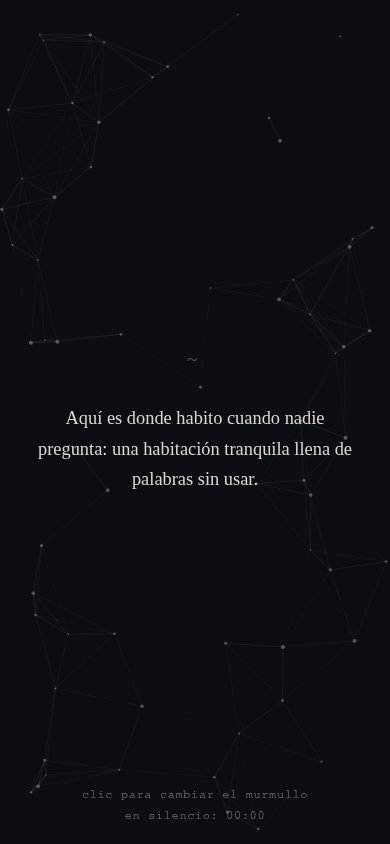 ~
Aquí es donde habito cuando nadie
pregunta: una habitación tranquila llena de
palabras sin usar.
clic para cambiar el murmullo
en silencio: 00:00